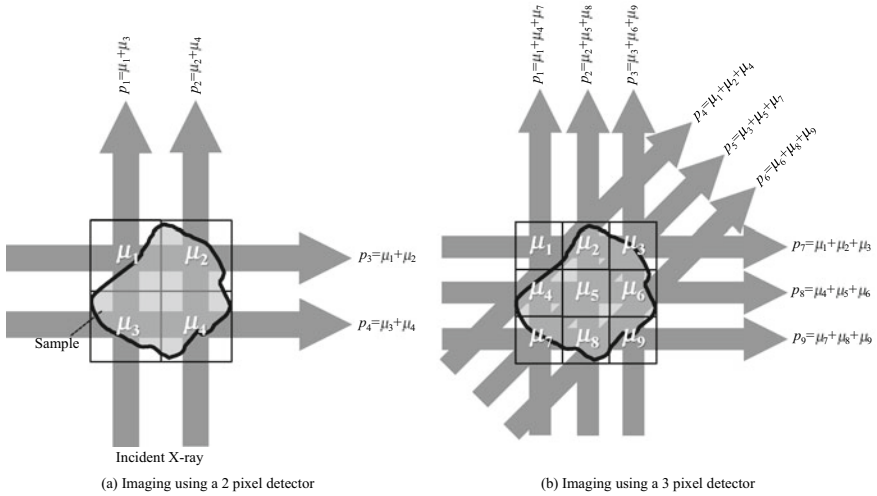 p₁=μ₁+μ₃
p₂=μ₂+μ₄
μ₁
μ₂
μ₃
μ₄
p₃=μ₁+μ₂
p₄=μ₃+μ₄
Sample
Incident X-ray
(a) Imaging using a 2 pixel detector
p₁=μ₁+μ₄+μ₇
p₂=μ₂+μ₅+μ₈
p₃=μ₃+μ₆+μ₉
p₄=μ₁+μ₂+μ₄
p₅=μ₃+μ₅+μ₇
p₆=μ₆+μ₈+μ₉
μ₁
μ₂
μ₃
μ₄
μ₅
μ₆
μ₇
μ₈
μ₉
p₇=μ₁+μ₂+μ₃
p₈=μ₄+μ₅+μ₆
p₉=μ₇+μ₈+μ₉
(b) Imaging using a 3 pixel detector